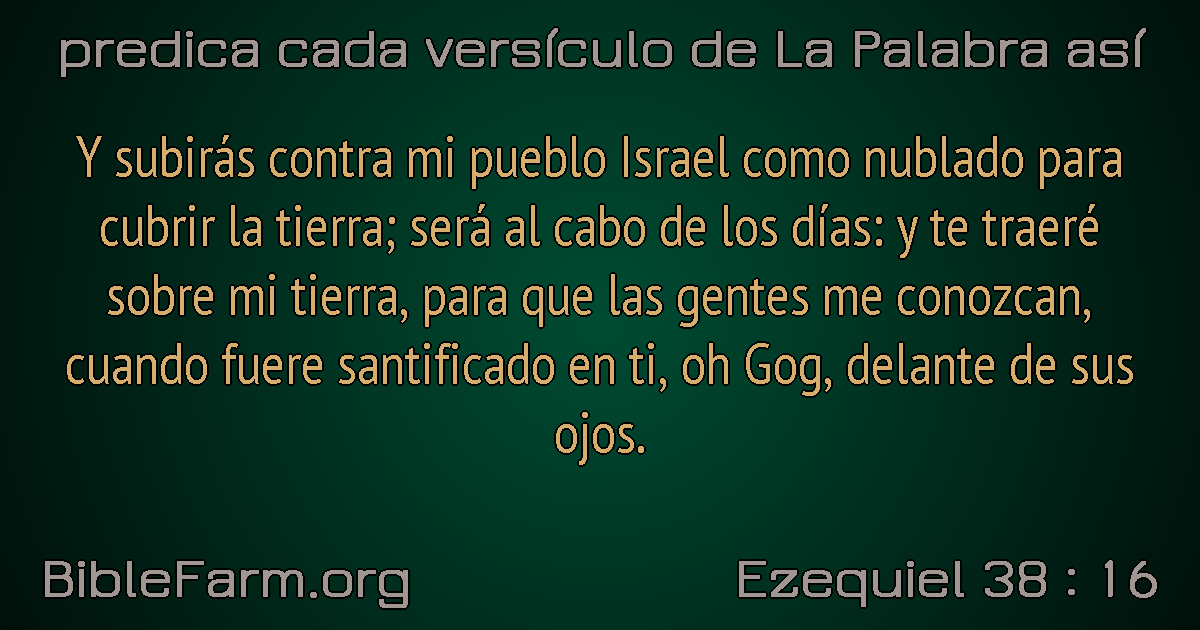 predica cada versículo de La Palabra así
Y subirás contra mi pueblo Israel como nublado para
cubrir la tierra; será al cabo de los días: y te traeré
sobre mi tierra, para que las gentes me conozcan,
cuando fuere santificado en ti, oh Gog, delante de sus
ojos.
BibleFarm.org
Ezequiel 38 : 16